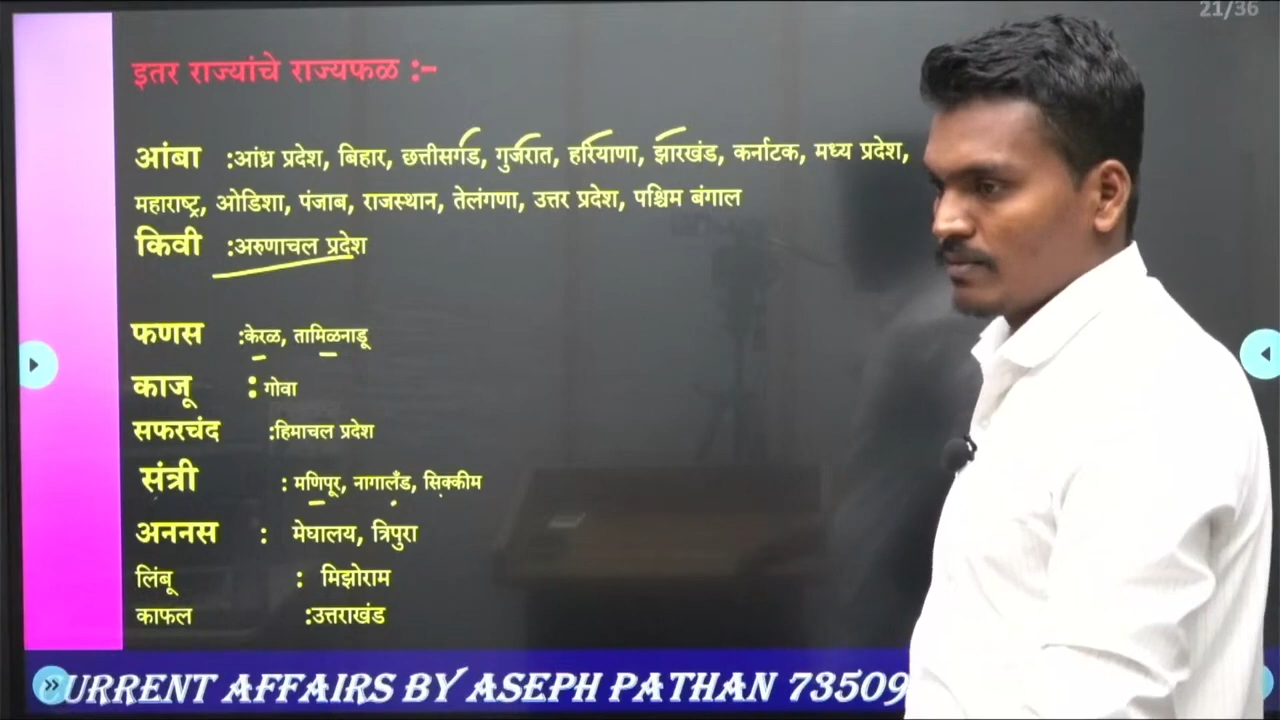 21/36
इतर राज्यांचे राज्यफळ :-
आंबा :आंध्र प्रदेश, बिहार, छत्तीसगड, गुजरात, हरियाणा, झारखंड, कर्नाटक, मध्य प्रदेश,
महाराष्ट्र, ओडिशा, पंजाब, राजस्थान, तेलंगणा, उत्तर प्रदेश, पश्चिम बंगाल
किवी :अरुणाचल प्रदेश
फणस :केरळ, तामिळनाडू
काजू : गोवा
सफरचंद :हिमाचल प्रदेश
संत्री : मणिपूर, नागालँड, सिक्कीम
अननस : मेघालय, त्रिपुरा
लिंबू : मिझोराम
काफल :उत्तराखंड
URRENT AFFAIRS BY ASEPH PATHAN 73509